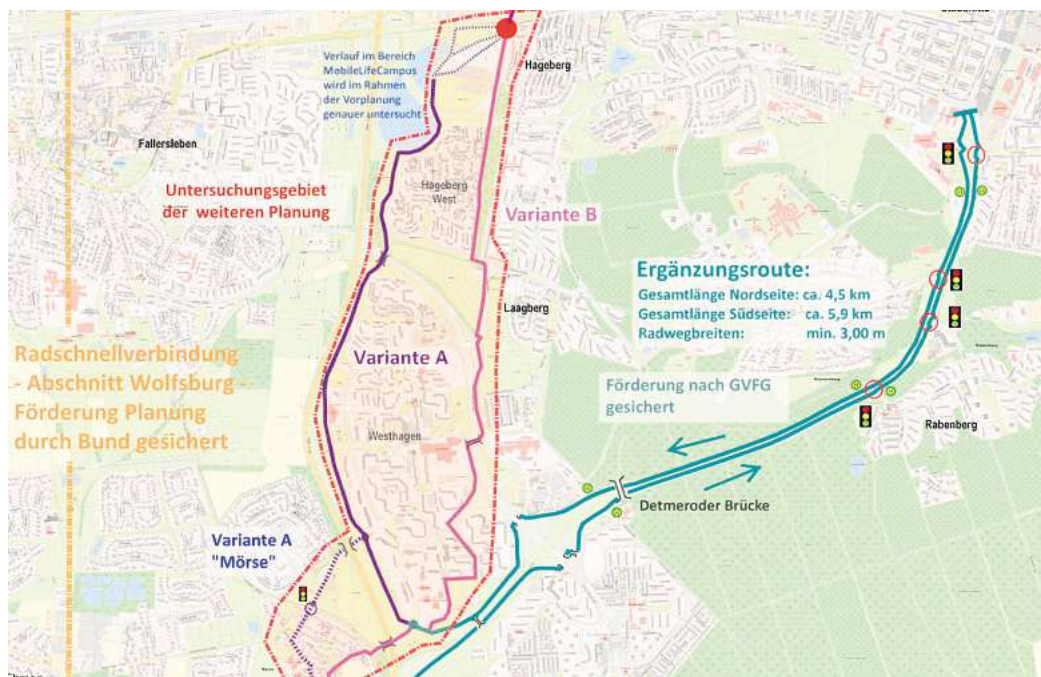 Verlauf im Bereich
MobileLifeCampus
wird im Rahmen
der Vorplanung
genauer untersucht
Hageberg
Fallersleben
Untersuchungsgebiet
der weiteren Planung
Hageberg
West
Variante B
Ergänzungsroute:
Gesamtlänge Nordseite: ca. 4,5 km
Gesamtlänge Südseite: ca. 5,9 km
Radwegbreiten: min. 3,00 m
Laagberg
Radschnellverbindung
- Abschnitt Wolfsburg -
Förderung Planung
durch Bund gesichert
Variante A
Förderung nach GVFG
gesichert
Westhagen
Rabenberg
Detmeroder Brücke
Variante A
"Mörse"